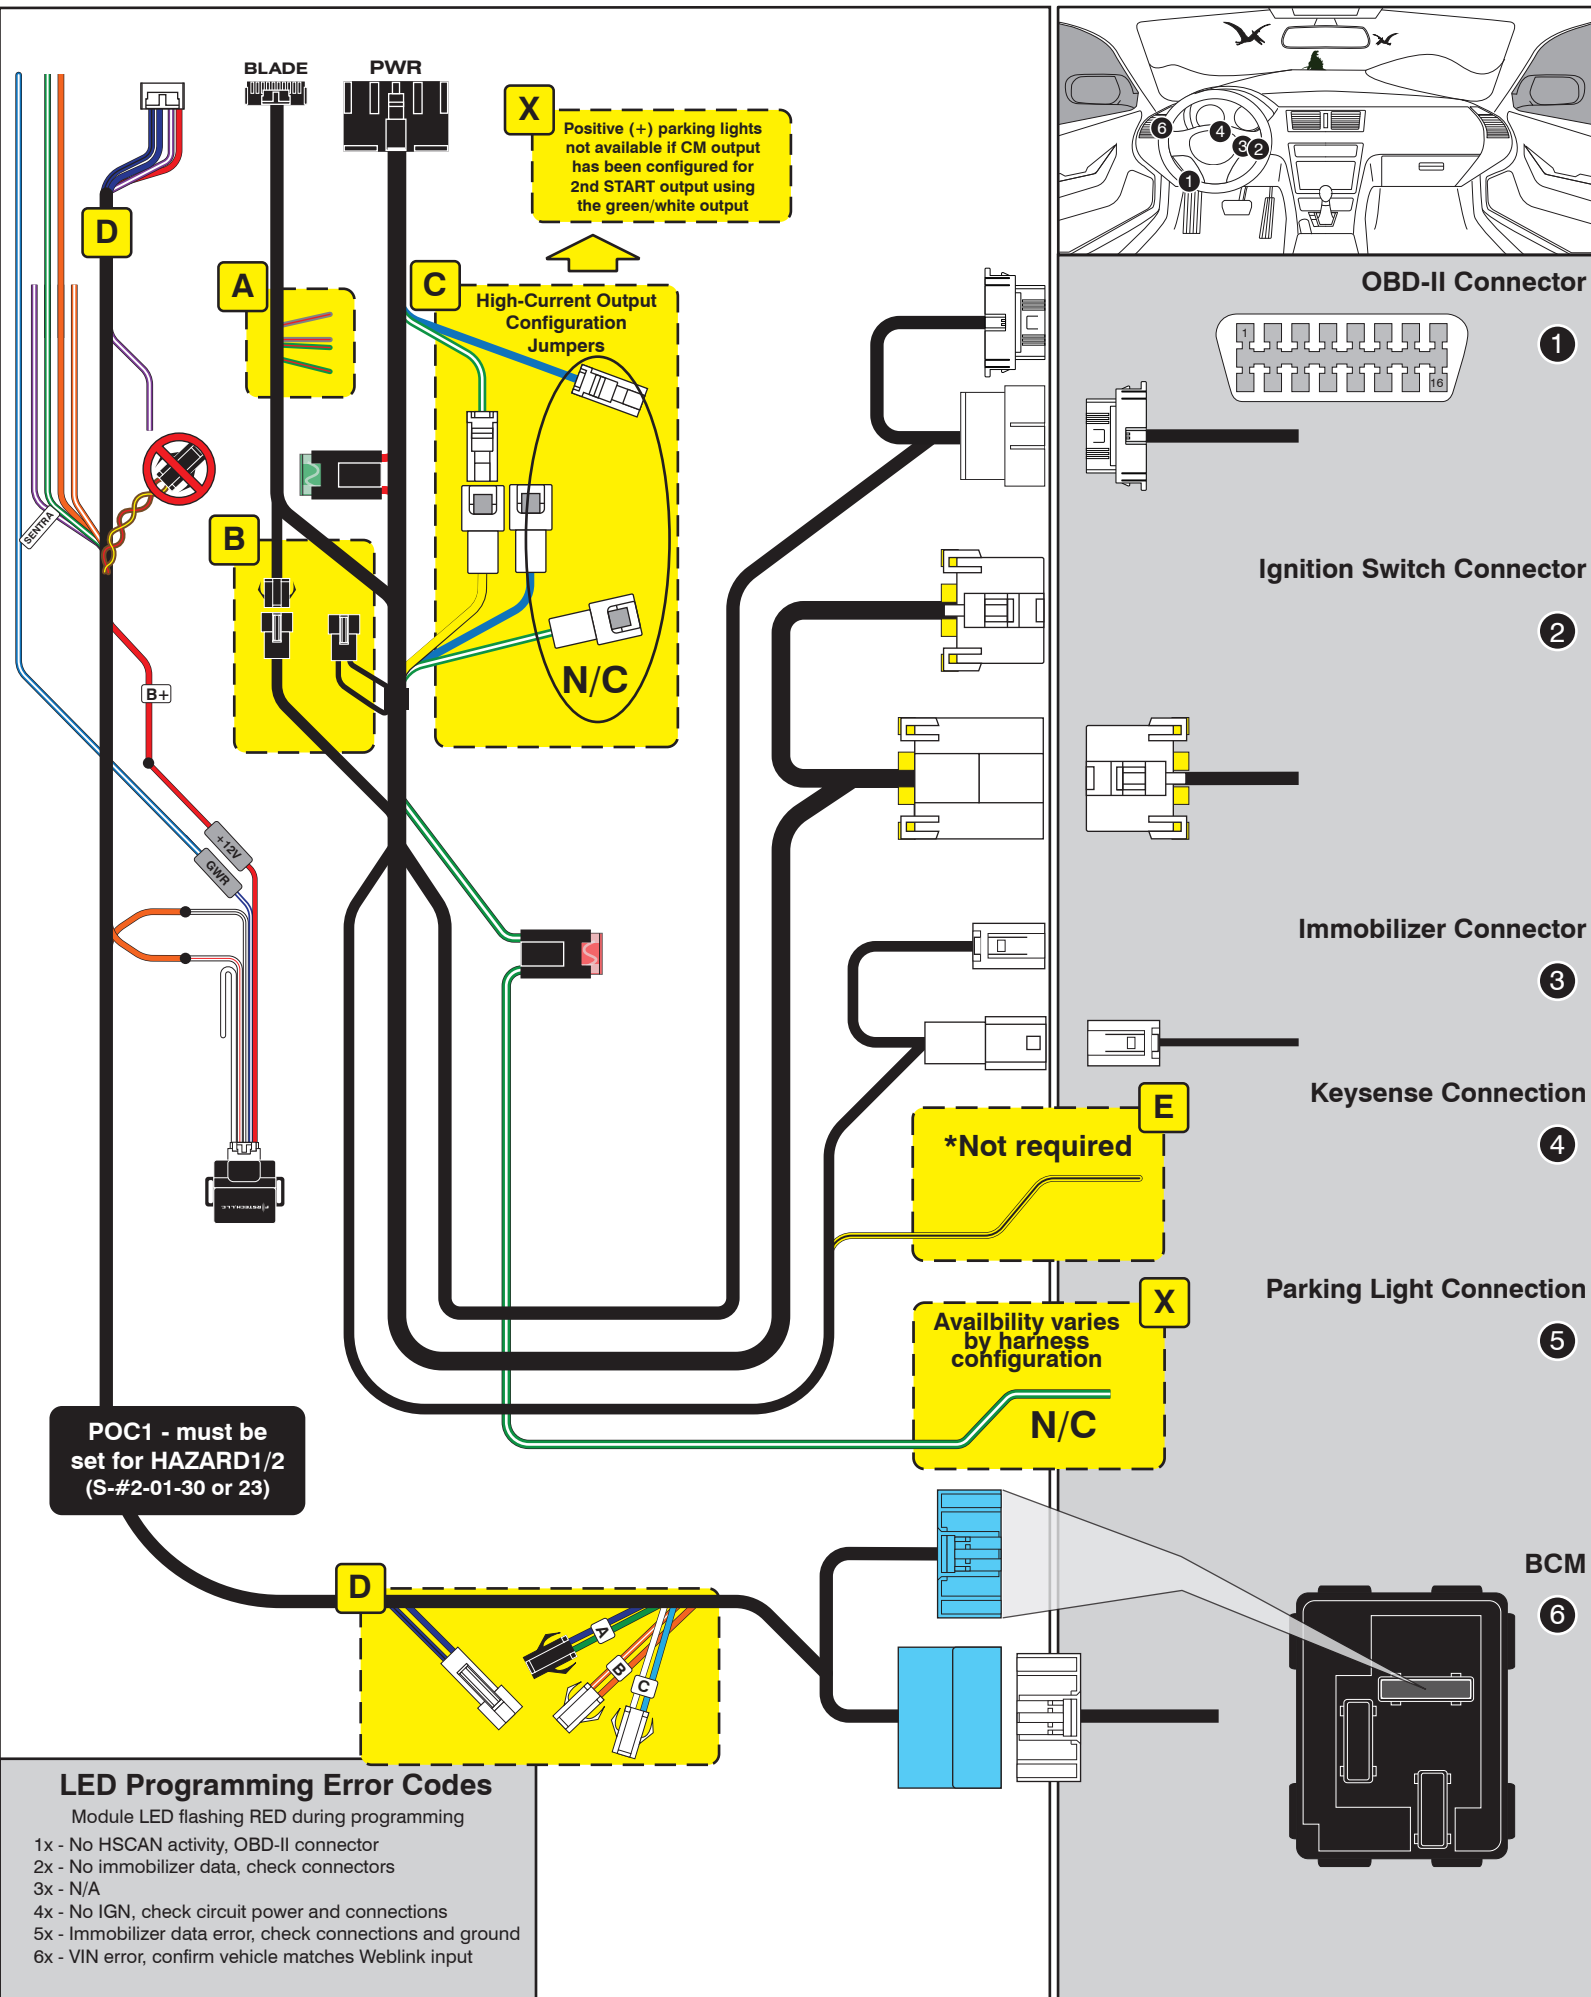 BLADE
PWR
X
Positive (+) parking lights
not available if CM output
has been configured for
2nd START output using
the green/white output
6
4
3
2
1
D
A
C
High-Current Output
Configuration
Jumpers
OBD-II Connector
1
1
16
SENTRA
B
Ignition Switch Connector
2
N/C
B+
+12V
GWR
Immobilizer Connector
3
Keysense Connection
4
E
*Not required
FIRSTECH LLC
Parking Light Connection
5
X
Availbility varies
by harness
configuration
N/C
POC1 - must be
set for HAZARD1/2
(S-#2-01-30 or 23)
BCM
6
D
A
B
C
LED Programming Error Codes
Module LED flashing RED during programming
1x - No HSCAN activity, OBD-II connector
2x - No immobilizer data, check connectors
3x - N/A
4x - No IGN, check circuit power and connections
5x - Immobilizer data error, check connections and ground
6x - VIN error, confirm vehicle matches Weblink input